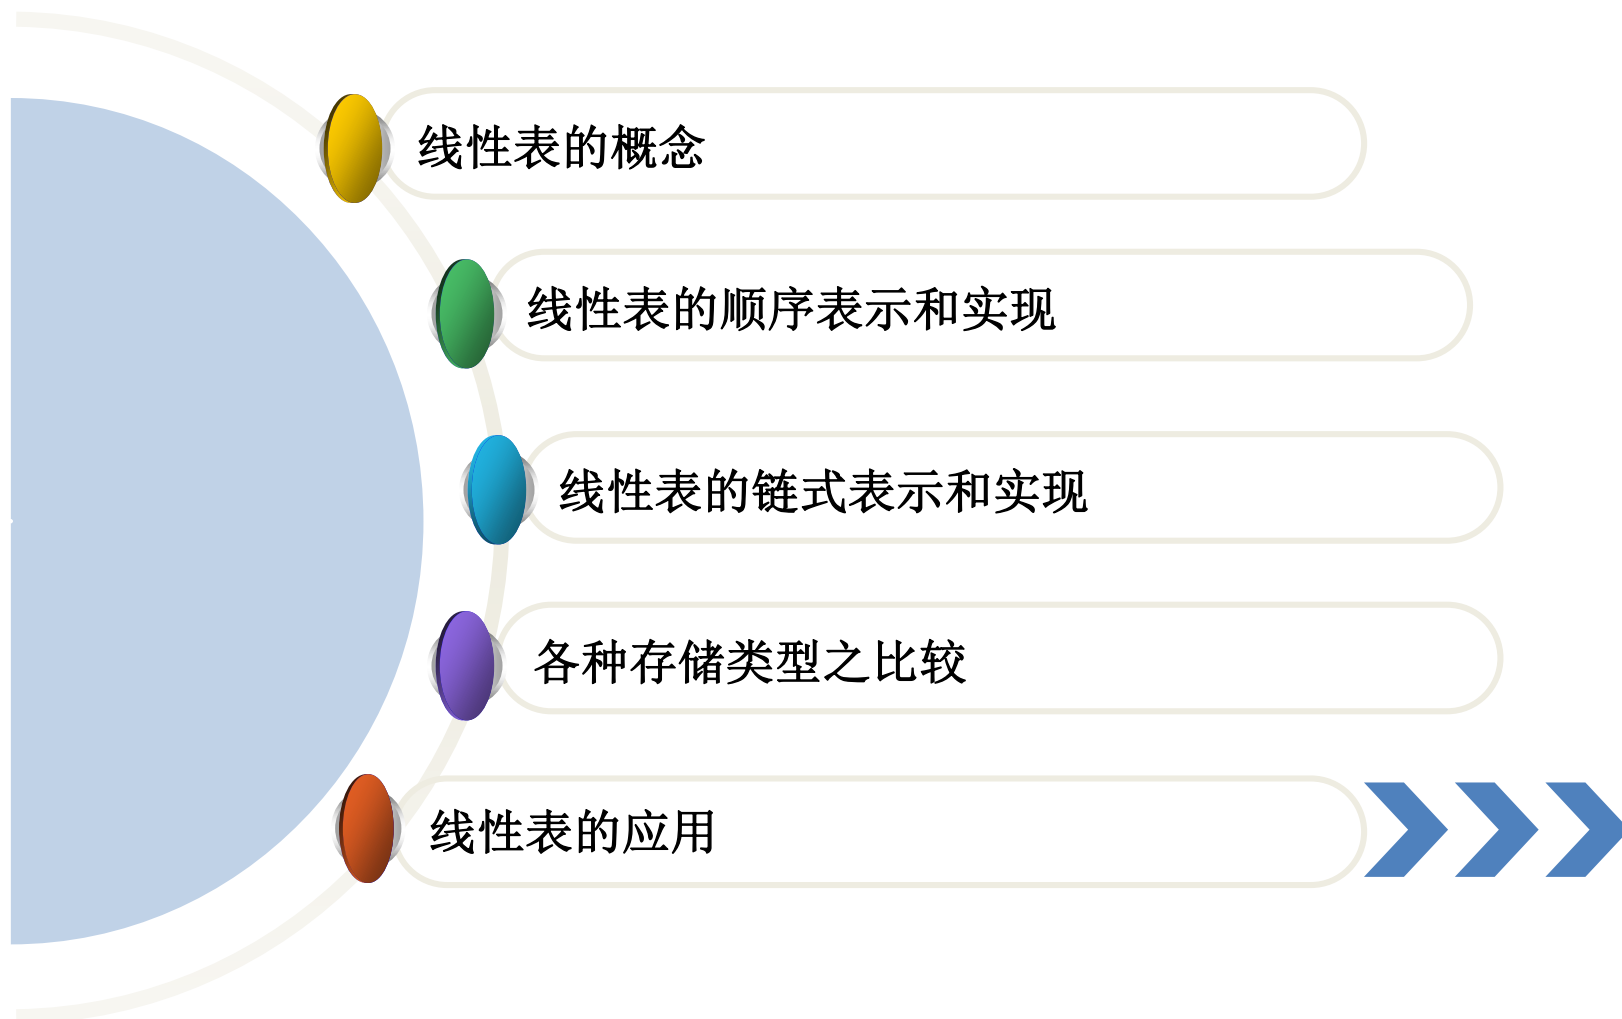 线性表的概念
线性表的顺序表示和实现
线性表的链式表示和实现
各种存储类型之比较
线性表的应用